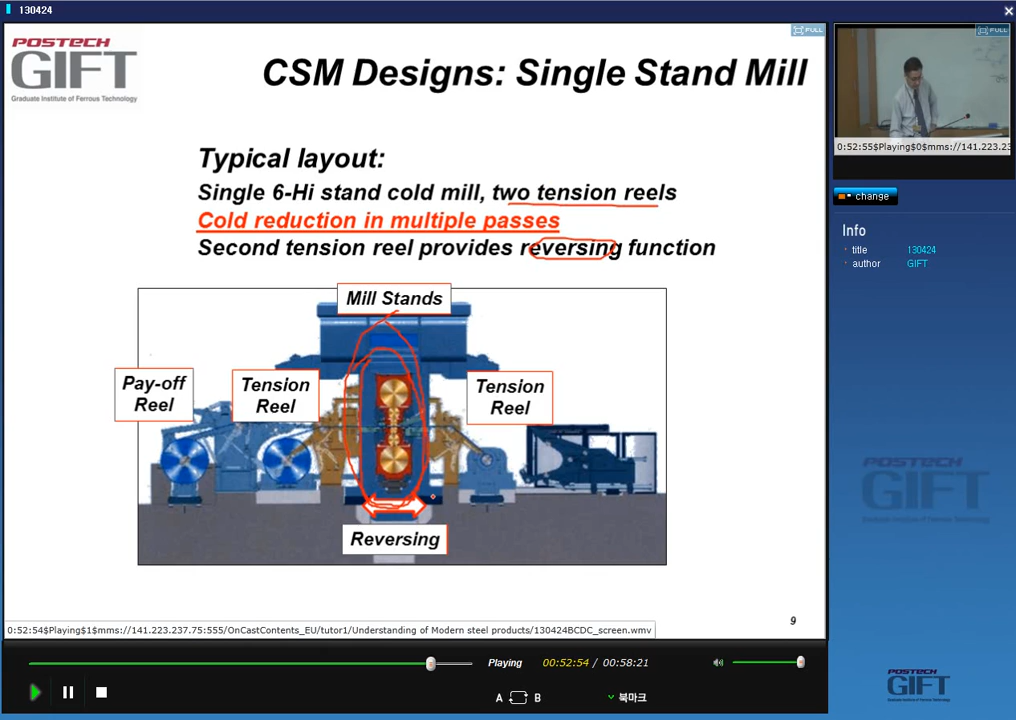 130424
POSTECH
GIFT
Graduate Institute of Ferrous Technology
CSM Designs: Single Stand Mill
Typical layout:
Single 6-Hi stand cold mill, two tension reels
Cold reduction in multiple passes
Second tension reel provides reversing function
Mill Stands
Pay-off
Reel
Tension
Reel
Tension
Reel
Reversing
9
0:52:54$Playing$1$mms://141.223.237.75:555/OnCastContents_EU/tutor1/Understanding of Modern steel products/130424BCDC_screen.wmv
FULL
FULL
0:52:55$Playing$0$mms://141.223.23
change
Info
title 130424
author GIFT
POSTECH
GIFT
Playing 00:52:54 / 00:58:21
A B 북마크
POSTECH
GIFT